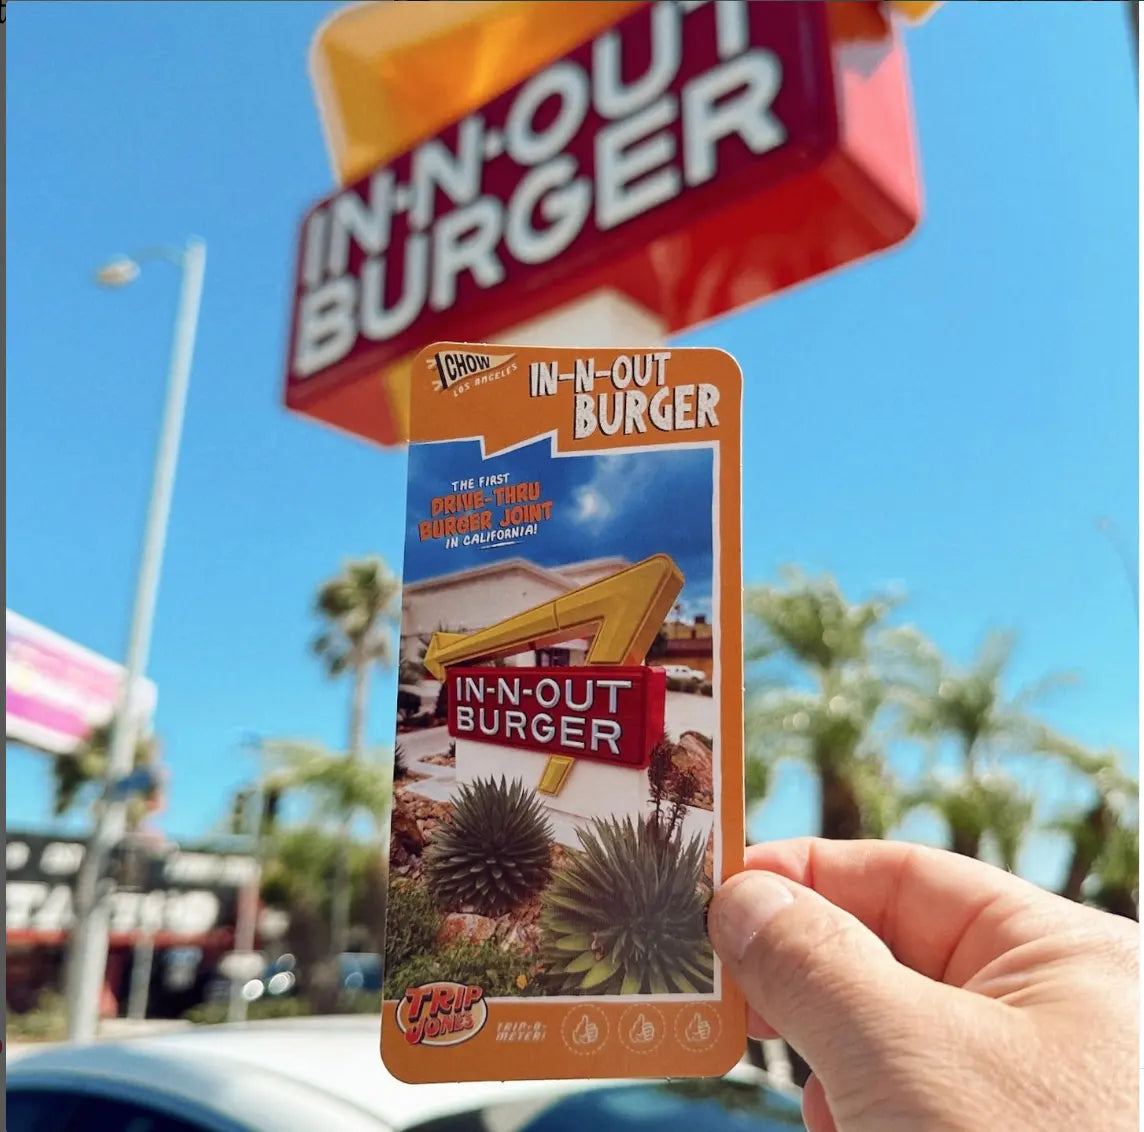 IN-N-OUT
BURGER
CHOW
LOS ANGELES
IN-N-OUT
BURGER
THE FIRST
DRIVE-THRU
BURGER JOINT
IN CALIFORNIA!
IN-N-OUT
BURGER
TRIP
JONES
TRIP-O-
METER!